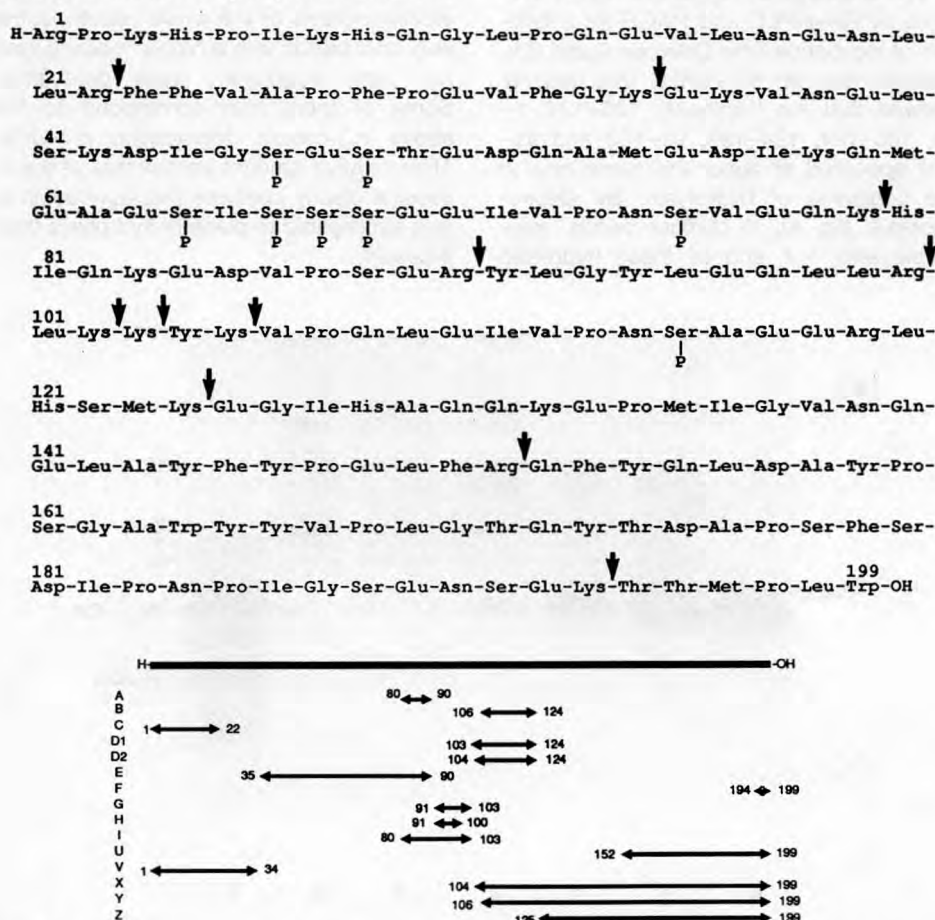 1
H-Arg-Pro-Lys-His-Pro-Ile-Lys-His-Gln-Gly-Leu-Pro-Gln-Glu-Val-Leu-Asn-Glu-Asn-Leu-
21
Leu-Arg-Phe-Phe-Val-Ala-Pro-Phe-Pro-Glu-Val-Phe-Gly-Lys-Glu-Lys-Val-Asn-Glu-Leu-
41
Ser-Lys-Asp-Ile-Gly-Ser-Glu-Ser-Thr-Glu-Asp-Gln-Ala-Met-Glu-Asp-Ile-Lys-Gln-Met-
P P
61
Glu-Ala-Glu-Ser-Ile-Ser-Ser-Ser-Glu-Glu-Ile-Val-Pro-Asn-Ser-Val-Glu-Gln-Lys-His-
P P P P P
81
Ile-Gln-Lys-Glu-Asp-Val-Pro-Ser-Glu-Arg-Tyr-Leu-Gly-Tyr-Leu-Glu-Gln-Leu-Leu-Arg-
101
Leu-Lys-Lys-Tyr-Lys-Val-Pro-Gln-Leu-Glu-Ile-Val-Pro-Asn-Ser-Ala-Glu-Glu-Arg-Leu-
P
121
His-Ser-Met-Lys-Glu-Gly-Ile-His-Ala-Gln-Gln-Lys-Glu-Pro-Met-Ile-Gly-Val-Asn-Gln-
141
Glu-Leu-Ala-Tyr-Phe-Tyr-Pro-Glu-Leu-Phe-Arg-Gln-Phe-Tyr-Gln-Leu-Asp-Ala-Tyr-Pro-
161
Ser-Gly-Ala-Trp-Tyr-Tyr-Val-Pro-Leu-Gly-Thr-Gln-Tyr-Thr-Asp-Ala-Pro-Ser-Phe-Ser-
181 199
Asp-Ile-Pro-Asn-Pro-Ile-Gly-Ser-Glu-Asn-Ser-Glu-Lys-Thr-Thr-Met-Pro-Leu-Trp-OH
H- -OH
A 80 90
B 106 124
C 1 22
D1 103 124
D2 104 124
E 35 90
F 194 199
G 91 103
H 91 100
I 80 103
U 152 199
V 1 34
X 104 199
Y 106 199
Z 125 199